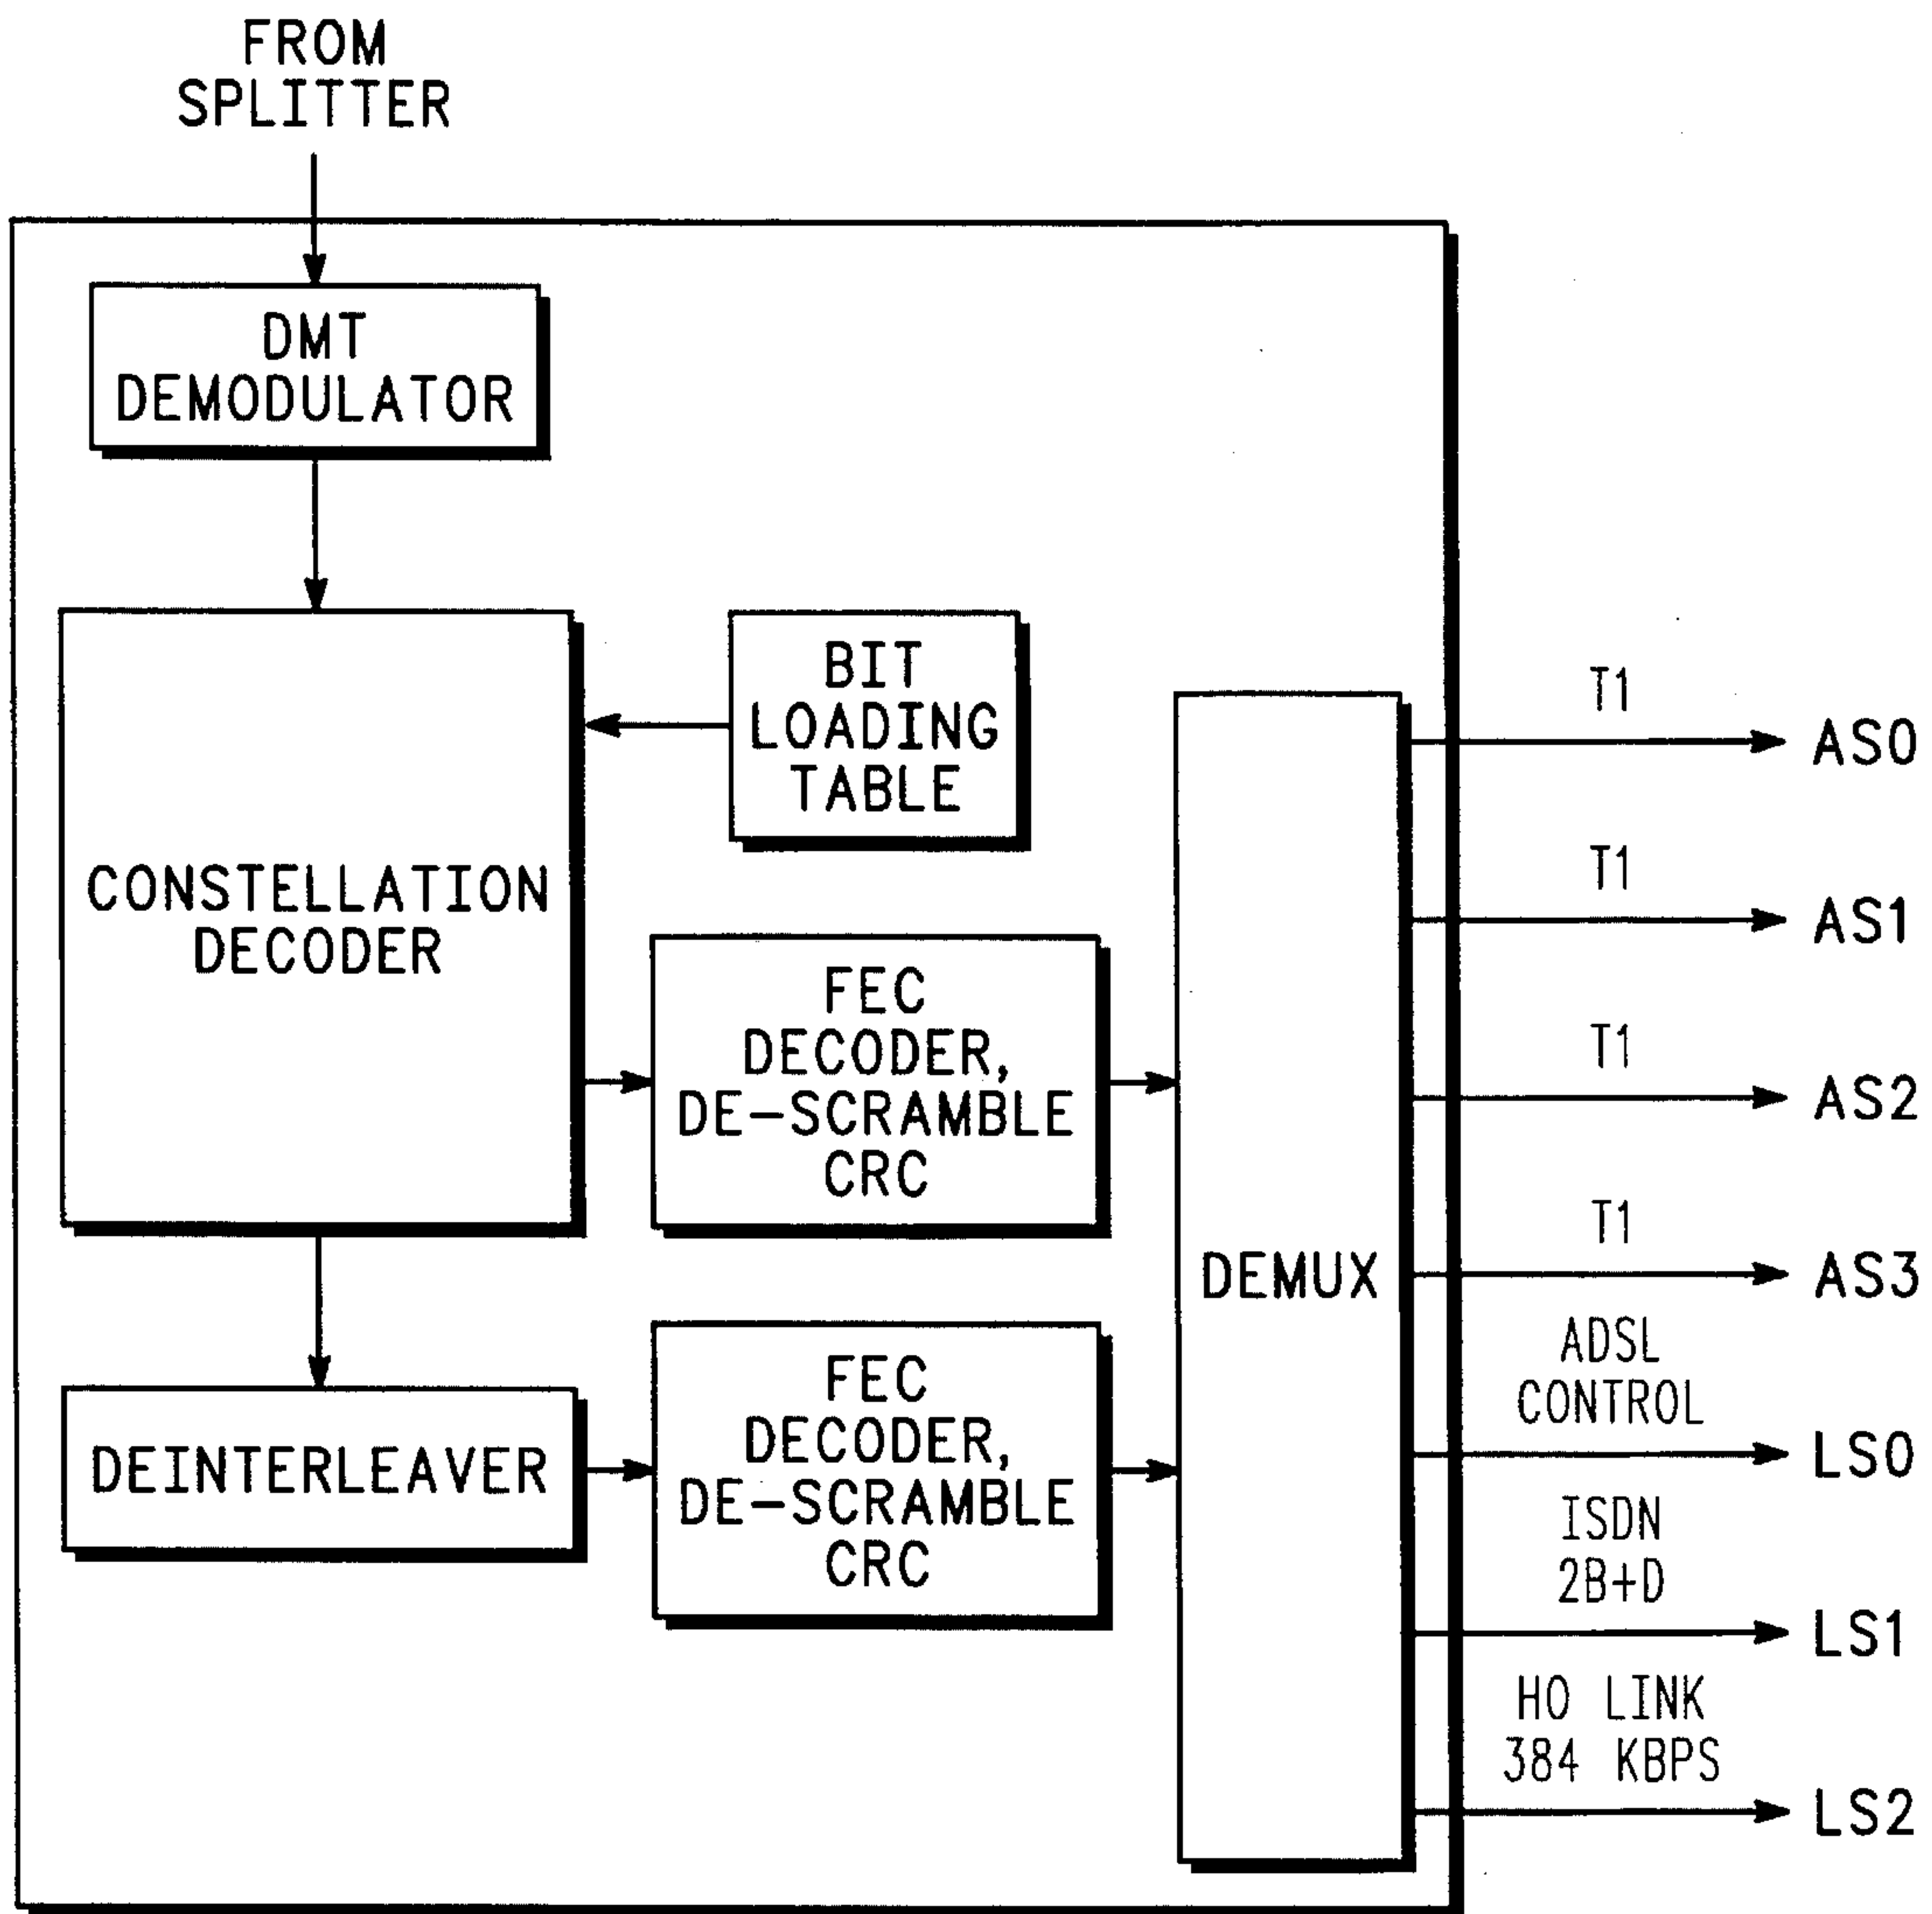 FROM
SPLITTER
DMT
DEMODULATOR
CONSTELLATION
DECODER
BIT
LOADING
TABLE
FEC
DECODER,
DE-SCRAMBLE
CRC
DEINTERLEAVER
FEC
DECODER,
DE-SCRAMBLE
CRC
DEMUX
T1
AS0
T1
AS1
T1
AS2
T1
AS3
ADSL
CONTROL
LS0
ISDN
2B+D
LS1
H0 LINK
384 KBPS
LS2